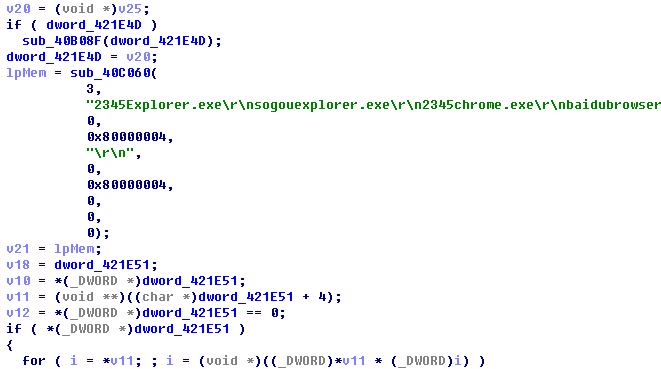 v20 = (void *)v25;
if ( dword_421E4D )
sub_40B08F(dword_421E4D);
dword_421E4D = v20;
lpMem = sub_40C060(
3,
"2345Explorer.exe\r\nsogouexplorer.exe\r\n2345chrome.exe\r\nbaidubrowser
0,
0x80000004,
"\r\n",
0,
0x80000004,
0,
0,
0);
v21 = lpMem;
v18 = dword_421E51;
v10 = *(_DWORD *)dword_421E51;
v11 = (void **)((char *)dword_421E51 + 4);
v12 = *(_DWORD *)dword_421E51 == 0;
if ( *(_DWORD *)dword_421E51 )
{
for ( i = *v11; ; i = (void *)((_DWORD)*v11 * (_DWORD)i) )